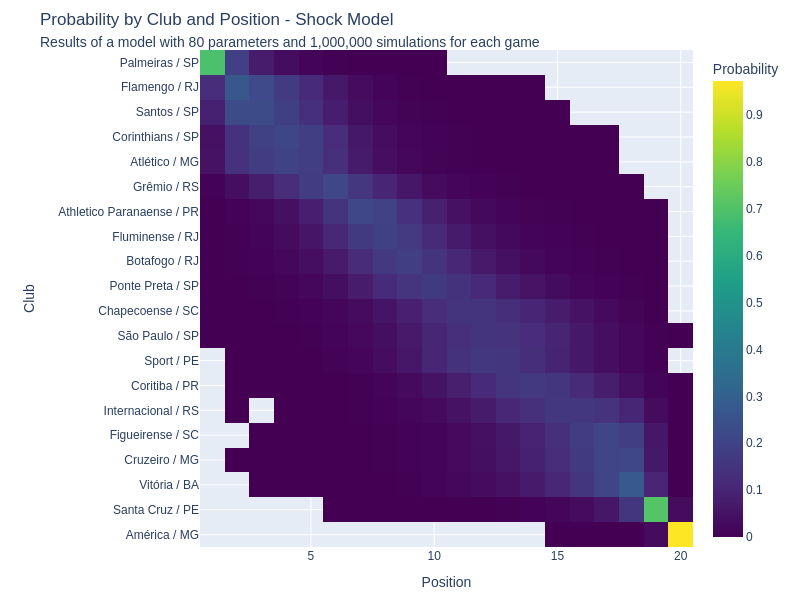 Probability by Club and Position - Shock Model
Results of a model with 80 parameters and 1,000,000 simulations for each game
Palmeiras / SP
Flamengo / RJ
Santos / SP
Corinthians / SP
Atlético / MG
Grêmio / RS
Athletico Paranaense / PR
Fluminense / RJ
Botafogo / RJ
Ponte Preta / SP
Chapecoense / SC
São Paulo / SP
Sport / PE
Coritiba / PR
Internacional / RS
Figueirense / SC
Cruzeiro / MG
Vitória / BA
Santa Cruz / PE
América / MG
Club
5
10
15
20
Position
Probability
0.9
0.8
0.7
0.6
0.5
0.4
0.3
0.2
0.1
0